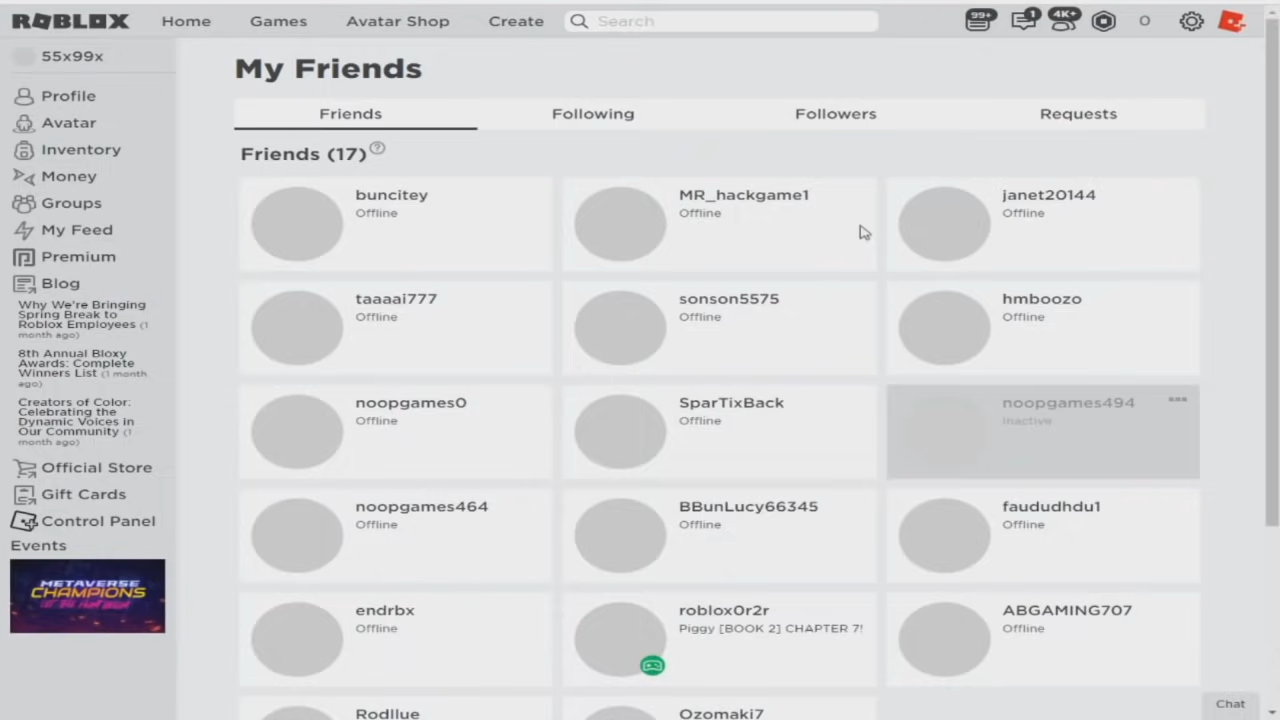 ROBLOX
Home
Games
Avatar Shop
Create
Search
99+
1
4K+
0
55x99x
Profile
Avatar
Inventory
Money
Groups
My Feed
Premium
Blog
Why We're Bringing
Spring Break to
Roblox Employees (1
month ago)
8th Annual Bloxy
Awards: Complete
Winners List (1 month
ago)
Creators of Color:
Celebrating the
Dynamic Voices in
Our Community (1
month ago)
Official Store
Gift Cards
Control Panel
Events
METAVERSE
CHAMPIONS
My Friends
Friends
Following
Followers
Requests
Friends (17)
?
buncitey
Offline
MR_hackgame1
Offline
janet20144
Offline
taaaai777
Offline
sonson5575
Offline
hmboozo
Offline
noopgames0
Offline
SparTixBack
Offline
noopgames494
Inactive
noopgames464
Offline
BBunLucy66345
Offline
faududhdu1
Offline
endrbx
Offline
roblox0r2r
Piggy [BOOK 2] CHAPTER 7!
ABGAMING707
Offline
Rodllue
Ozomaki7
Chat